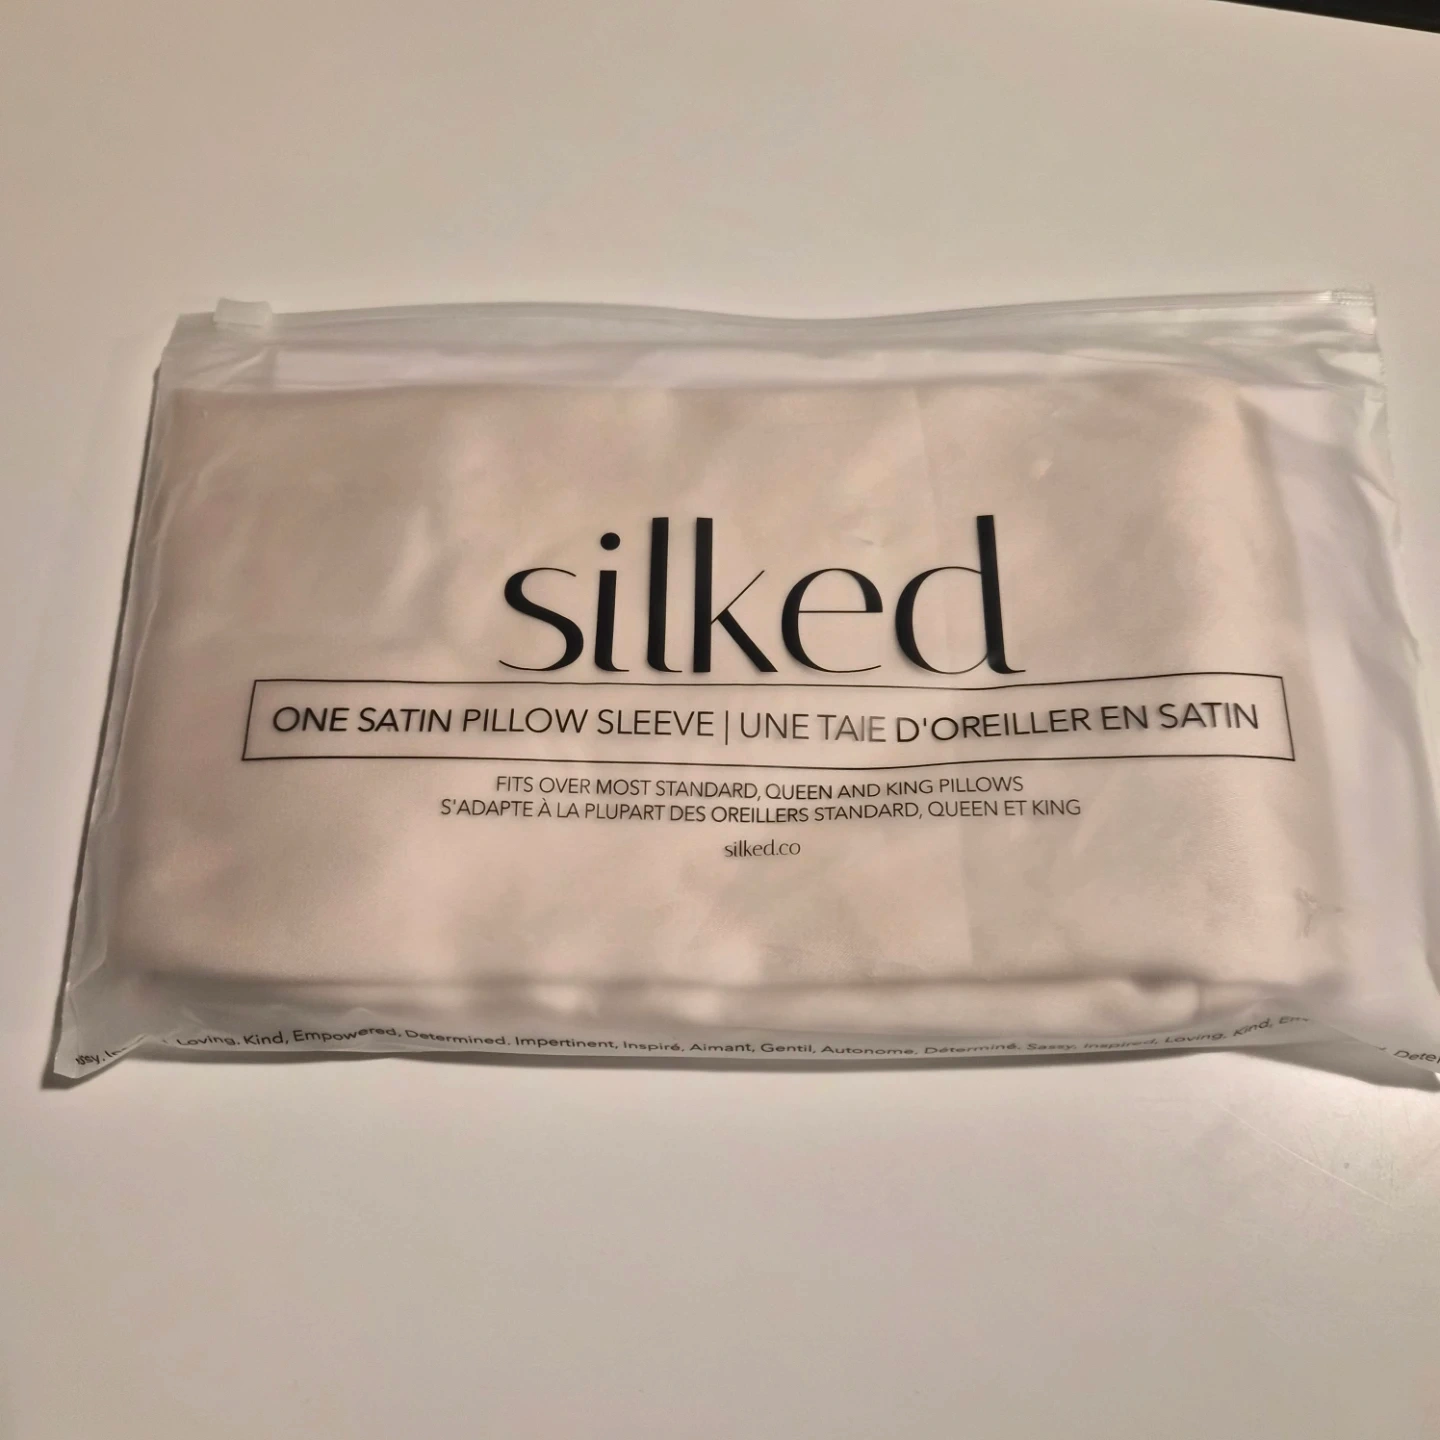 silked
ONE SATIN PILLOW SLEEVE | UNE TAIE D'OREILLER EN SATIN
FITS OVER MOST STANDARD, QUEEN AND KING PILLOWS
S'ADAPTE À LA PLUPART DES OREILLERS STANDARD, QUEEN ET KING
silked.co
Loving, Kind, Empowered, Determined. Impertinent, Inspiré, Aimant, Gentil, Autonome, Déterminé. Sassy, Inspired, Loving, Kind,